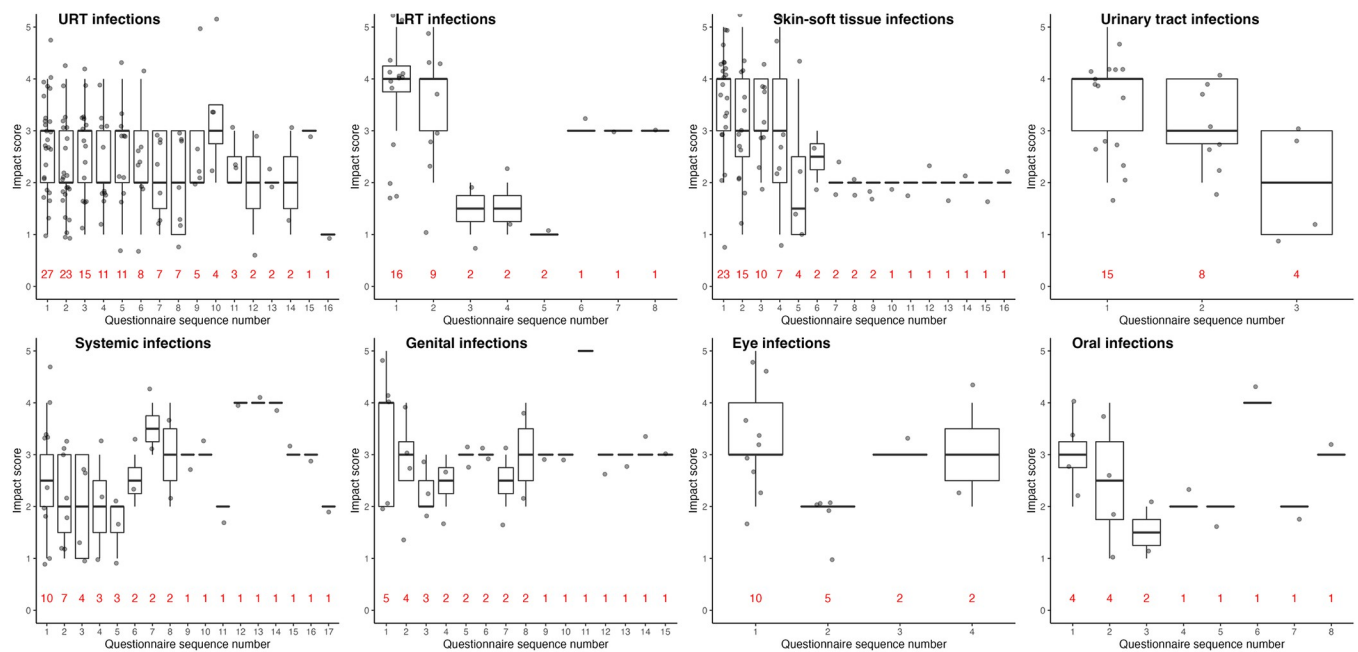 URT infections
Impact score
5
4
3
2
1
0
27 23 15 11 11 8 7 7 5 4 3 2 2 2 1 1
1 2 3 4 5 6 7 8 9 10 11 12 13 14 15 16
Questionnaire sequence number
LRT infections
Impact score
5
4
3
2
1
0
16 9 2 2 2 1 1 1
1 2 3 4 5 6 7 8
Questionnaire sequence number
Skin-soft tissue infections
Impact score
5
4
3
2
1
0
23 15 10 7 4 2 2 2 2 1 1 1 1 1 1 1
1 2 3 4 5 6 7 8 9 10 11 12 13 14 15 16
Questionnaire sequence number
Urinary tract infections
Impact score
5
4
3
2
1
0
15 8 4
1 2 3
Questionnaire sequence number
Systemic infections
Impact score
5
4
3
2
1
0
10 7 4 3 3 2 2 2 1 1 1 1 1 1 1 1 1
1 2 3 4 5 6 7 8 9 10 11 12 13 14 15 16 17
Questionnaire sequence number
Genital infections
Impact score
5
4
3
2
1
0
5 4 3 2 2 2 2 2 1 1 1 1 1 1 1
1 2 3 4 5 6 7 8 9 10 11 12 13 14 15
Questionnaire sequence number
Eye infections
Impact score
5
4
3
2
1
0
10 5 2 2
1 2 3 4
Questionnaire sequence number
Oral infections
Impact score
5
4
3
2
1
0
4 4 2 1 1 1 1 1
1 2 3 4 5 6 7 8
Questionnaire sequence number